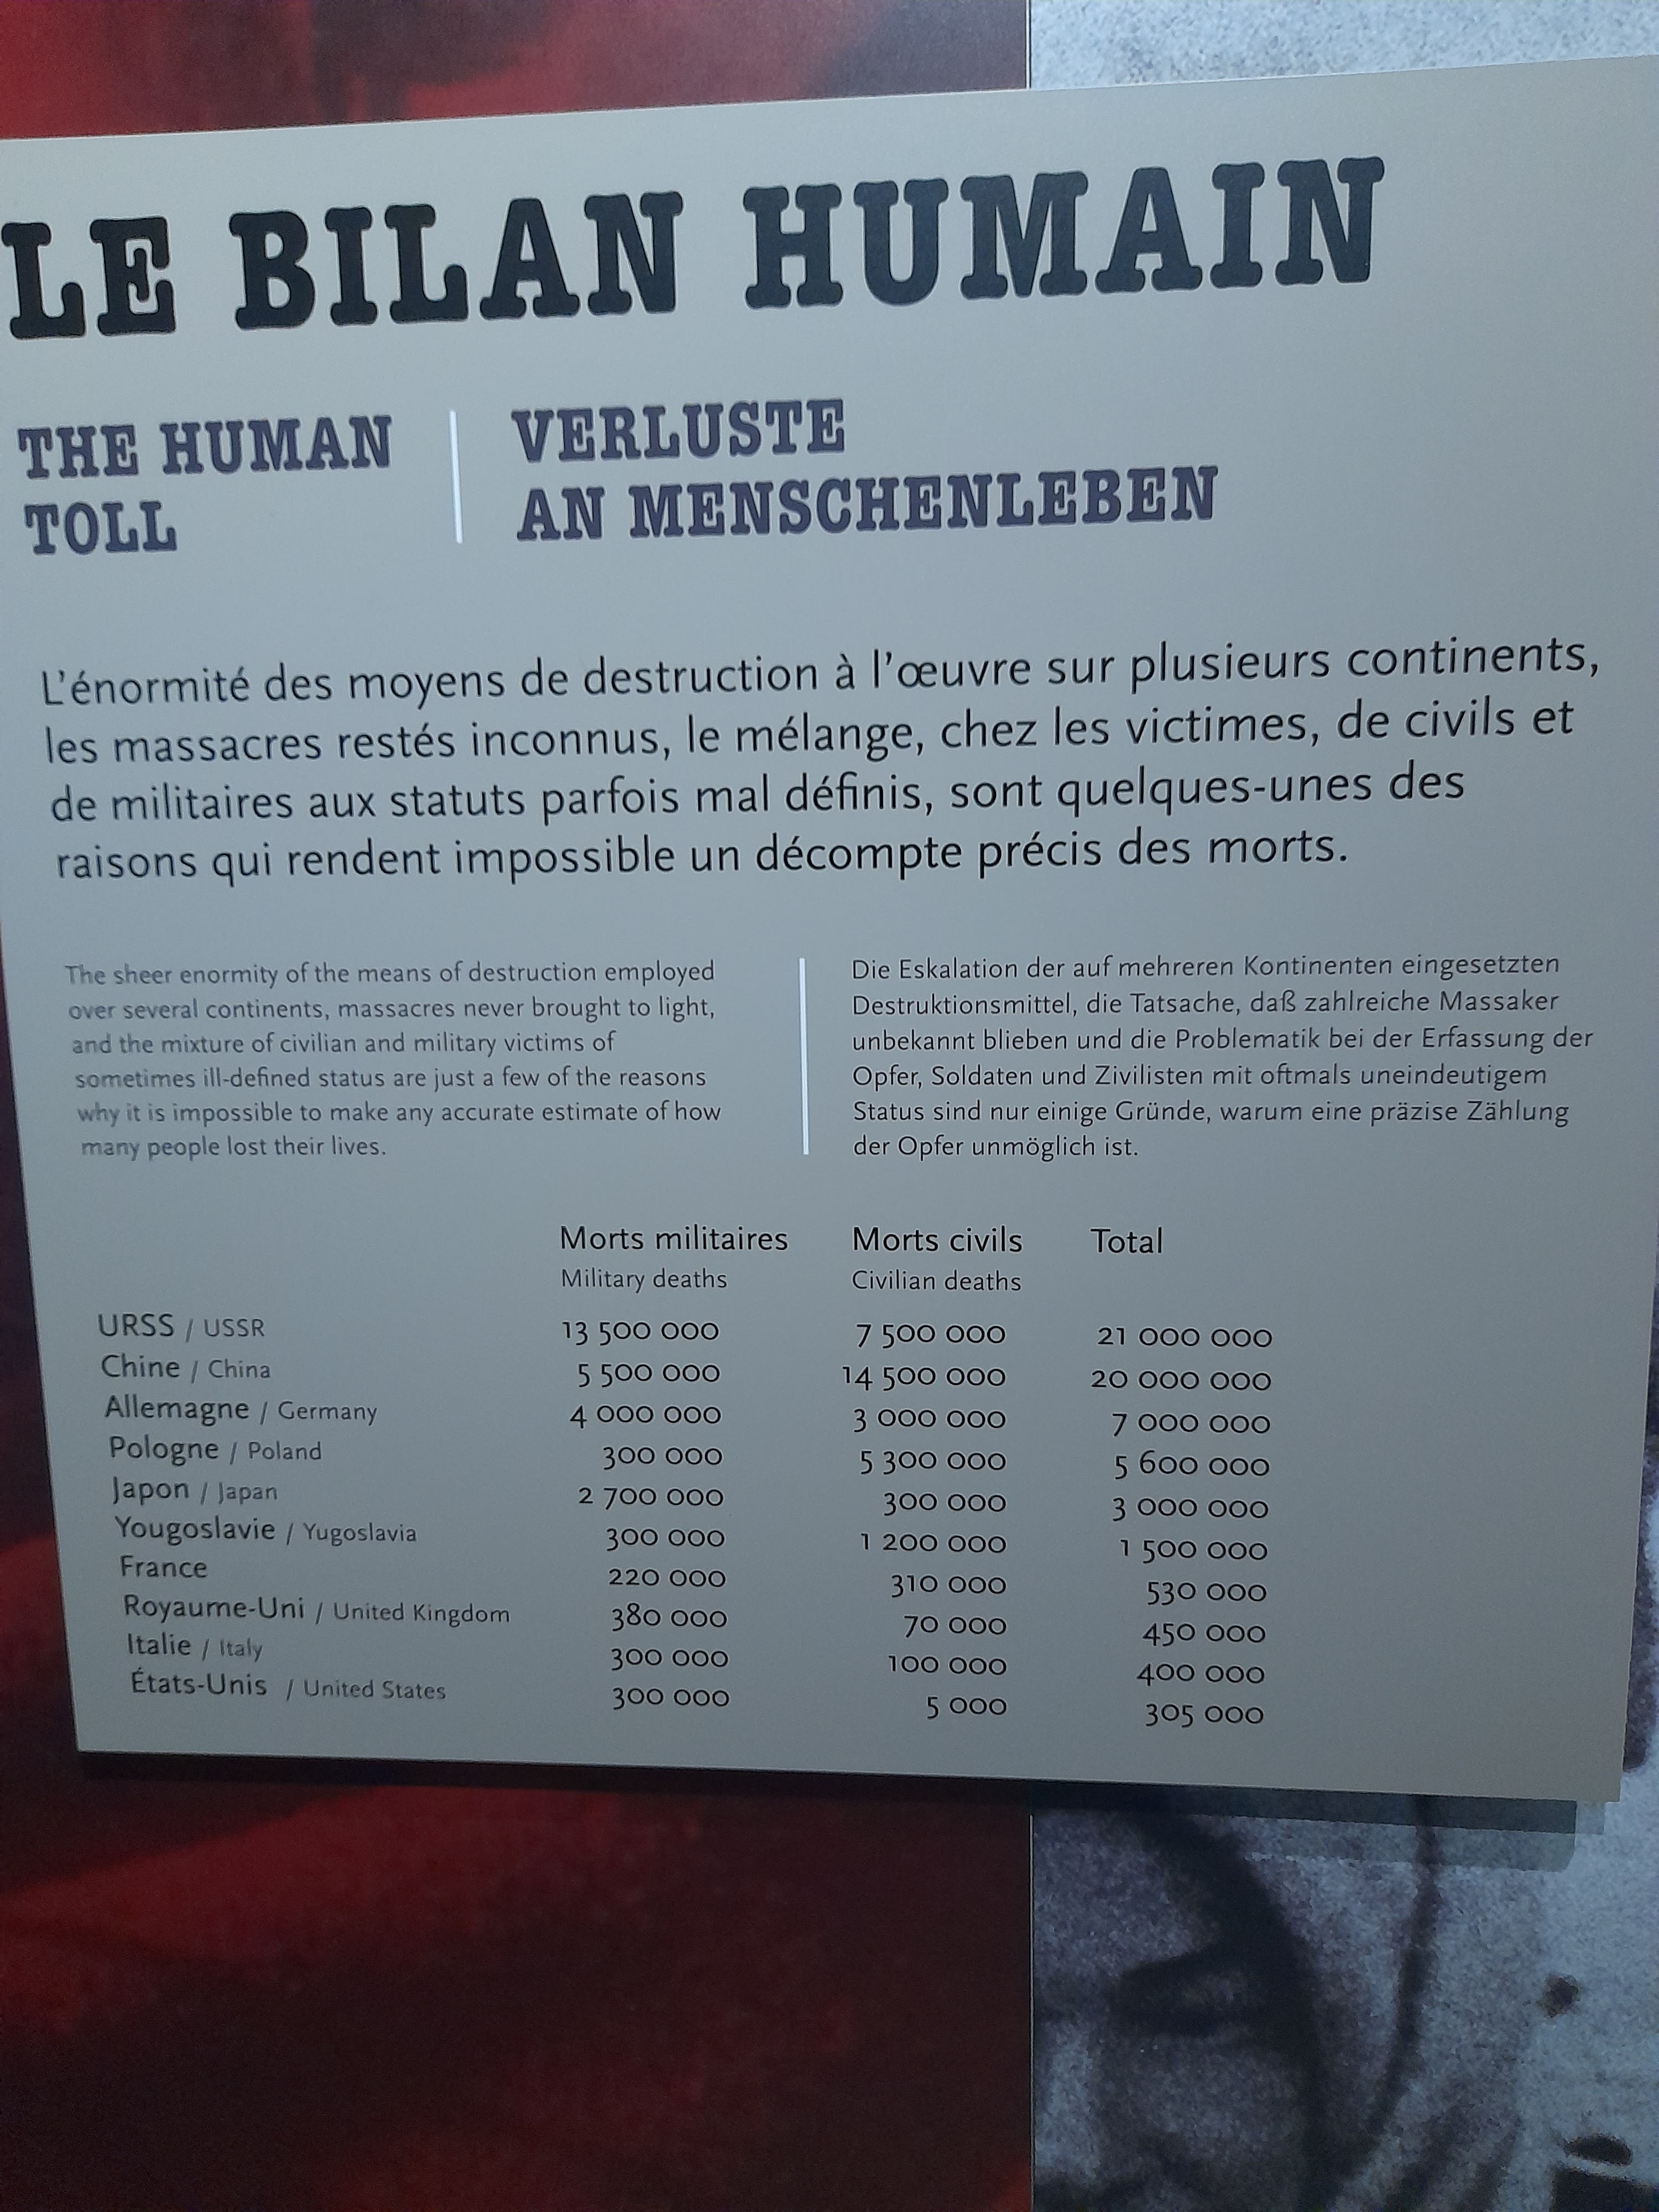 LE BILAN HUMAIN
THE HUMAN
TOLL
VERLUSTE
AN MENSCHENLEBEN
L'énormité des moyens de destruction à l'œuvre sur plusieurs continents,
les massacres restés inconnus, le mélange, chez les victimes, de civils et
de militaires aux statuts parfois mal définis, sont quelques-unes des
raisons qui rendent impossible un décompte précis des morts.
The sheer enormity of the means of destruction employed
over several continents, massacres never brought to light,
and the mixture of civilian and military victims of
sometimes ill-defined status are just a few of the reasons
why it is impossible to make any accurate estimate of how
many people lost their lives.
Die Eskalation der auf mehreren Kontinenten eingesetzten
Destruktionsmittel, die Tatsache, daß zahlreiche Massaker
unbekannt blieben und die Problematik bei der Erfassung der
Opfer, Soldaten und Zivilisten mit oftmals uneindeutigem
Status sind nur einige Gründe, warum eine präzise Zählung
der Opfer unmöglich ist.
Morts militaires Morts civils Total
Military deaths Civilian deaths
URSS / USSR 13 500 000 7 500 000 21 000 000
Chine / China 5 500 000 14 500 000 20 000 000
Allemagne / Germany 4 000 000 3 000 000 7 000 000
Pologne / Poland 300 000 5 300 000 5 600 000
Japon / Japan 2 700 000 300 000 3 000 000
Yougoslavie / Yugoslavia 300 000 1 200 000 1 500 000
France 220 000 310 000 530 000
Royaume-Uni / United Kingdom 380 000 70 000 450 000
Italie / Italy 300 000 100 000 400 000
États-Unis / United States 300 000 5 000 305 000